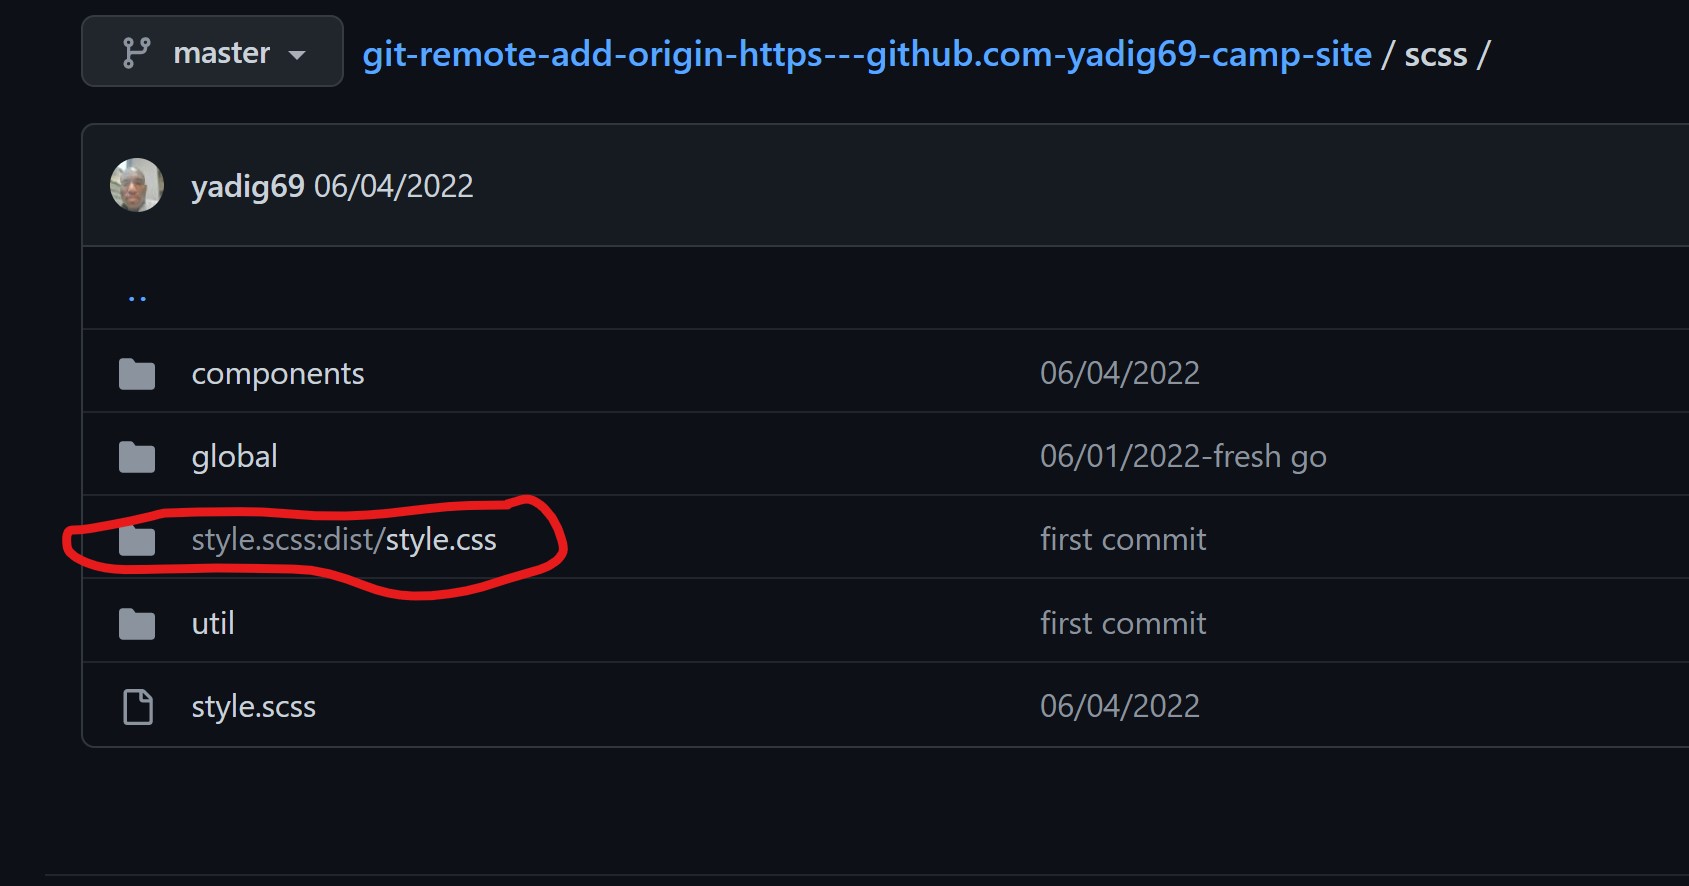 master git-remote-add-origin-https---github.com-yadig69-camp-site / scss /
yadig69 06/04/2022
..
components 06/04/2022
global 06/01/2022-fresh go
style.scss:dist/style.css first commit
util first commit
style.scss 06/04/2022